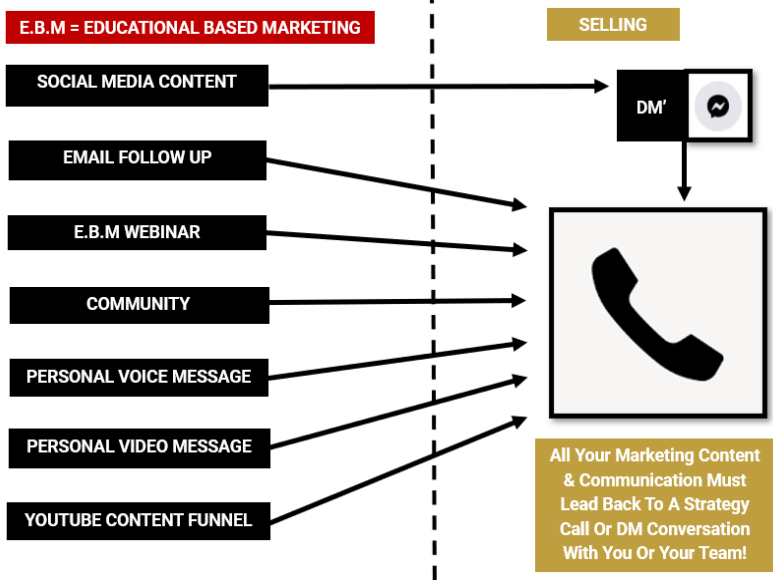 E.B.M = EDUCATIONAL BASED MARKETING
SELLING
SOCIAL MEDIA CONTENT
DM'
EMAIL FOLLOW UP
E.B.M WEBINAR
COMMUNITY
PERSONAL VOICE MESSAGE
PERSONAL VIDEO MESSAGE
YOUTUBE CONTENT FUNNEL
All Your Marketing Content
& Communication Must
Lead Back To A Strategy
Call Or DM Conversation
With You Or Your Team!